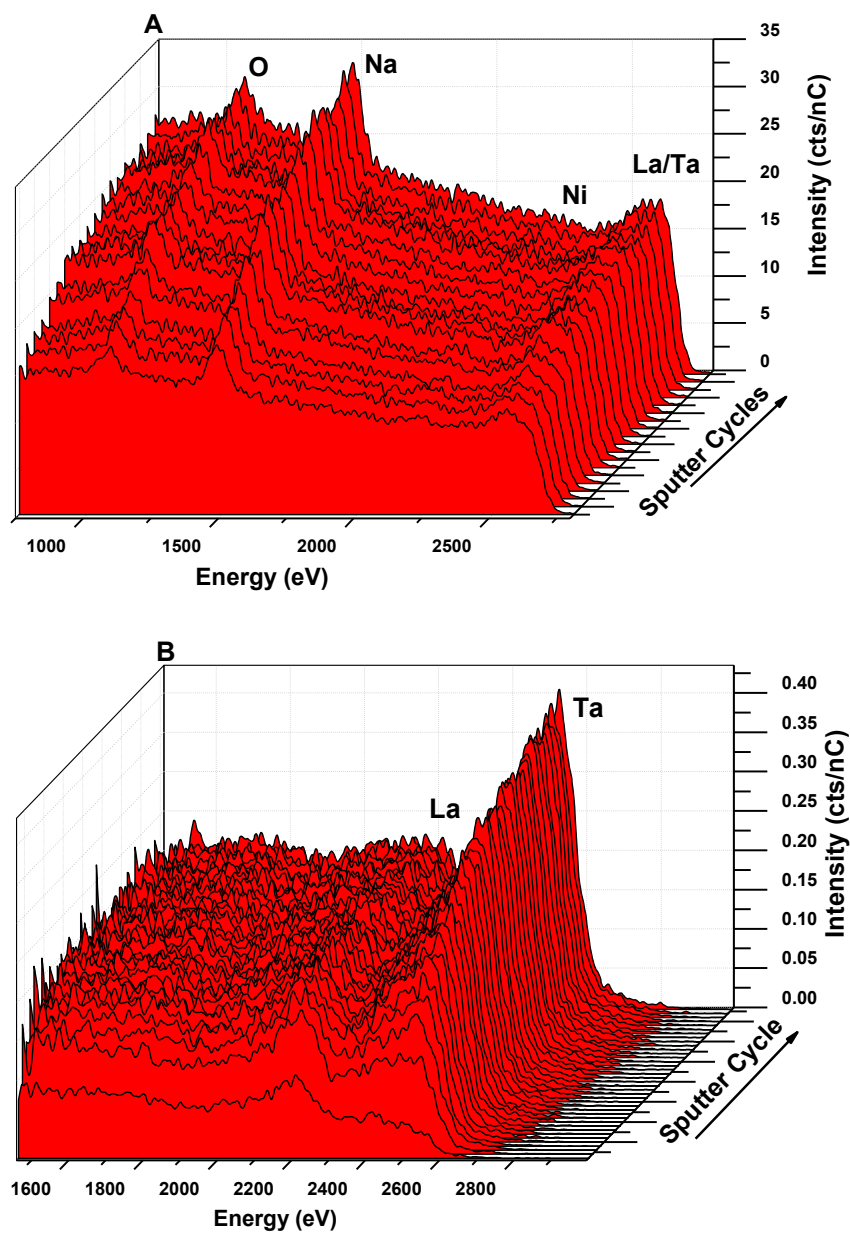 A
O
Na
Ni
La/Ta
35
30
25
20
15
10
5
0
Intensity (cts/nC)
Sputter Cycles
1000 1500 2000 2500
Energy (eV)
B
La
Ta
0.40
0.35
0.30
0.25
0.20
0.15
0.10
0.05
0.00
Intensity (cts/nC)
Sputter Cycle
1600 1800 2000 2200 2400 2600 2800
Energy (eV)